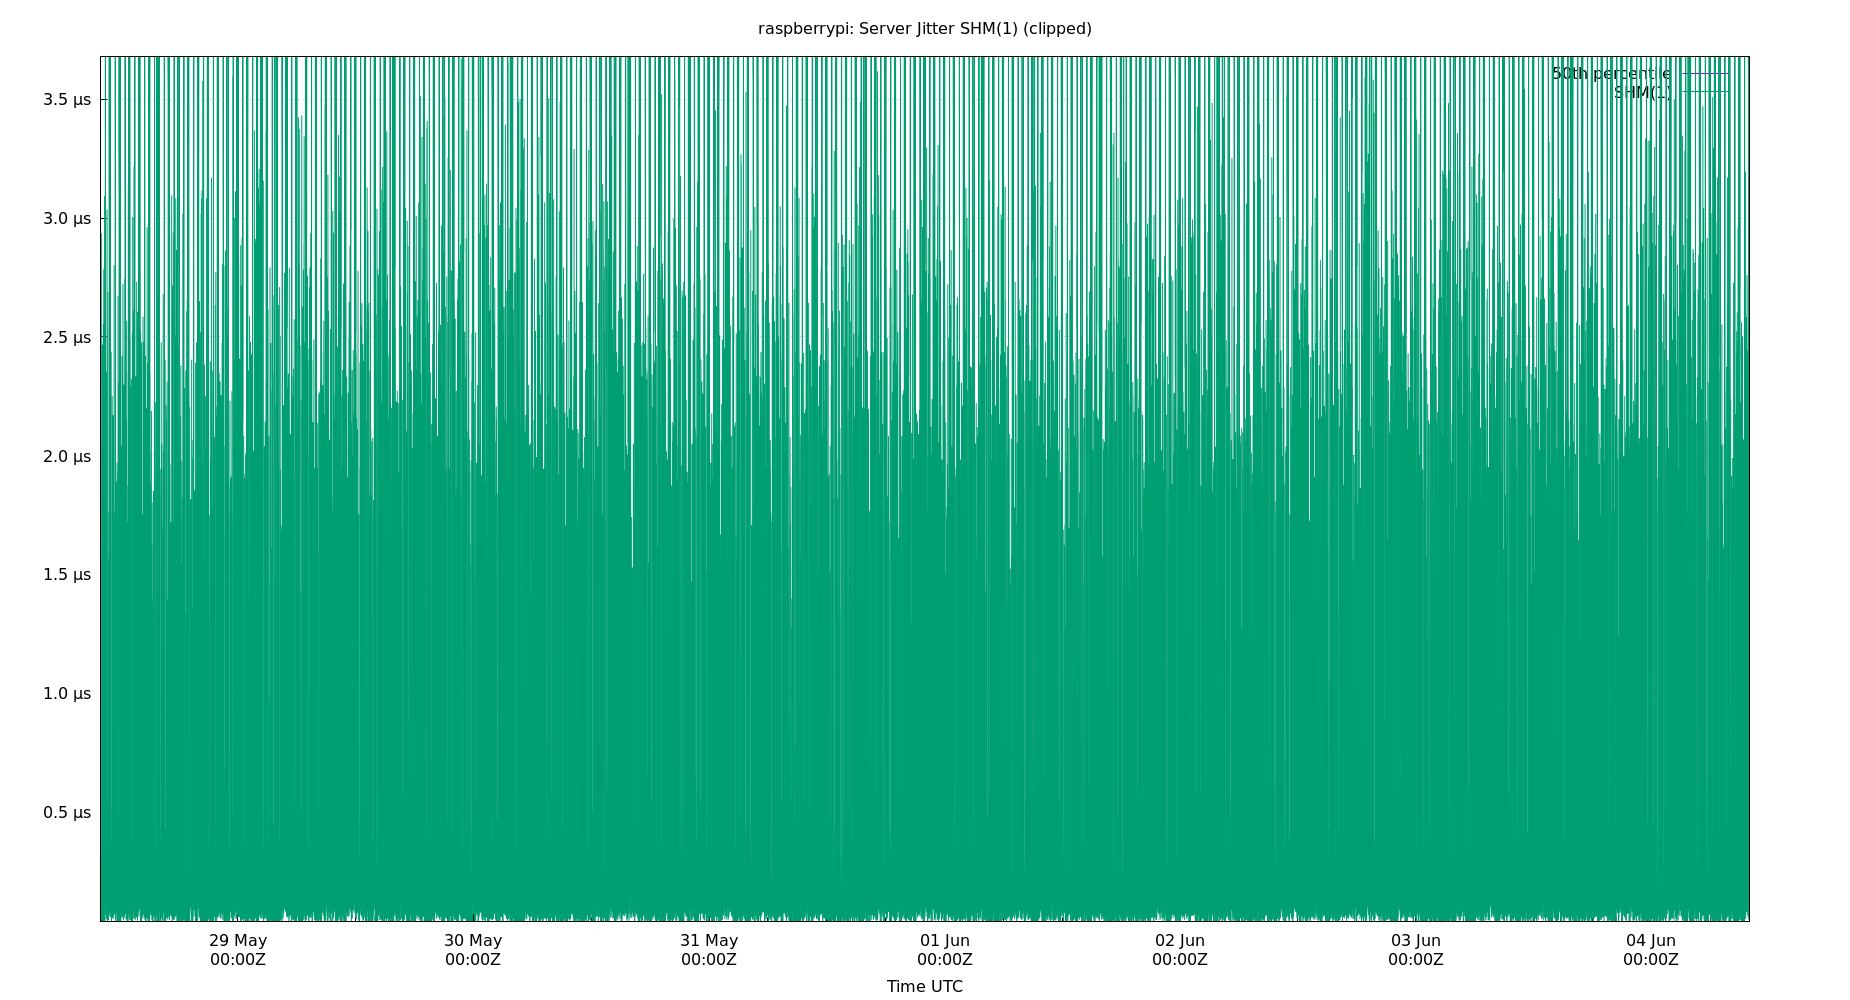 raspberrypi: Server Jitter SHM(1) (clipped)
50th percentile
SHM(1)
3.5 µs
3.0 µs
2.5 µs
2.0 µs
1.5 µs
1.0 µs
0.5 µs
29 May 30 May 31 May 01 Jun 02 Jun 03 Jun 04 Jun
00:00Z 00:00Z 00:00Z 00:00Z 00:00Z 00:00Z 00:00Z
Time UTC